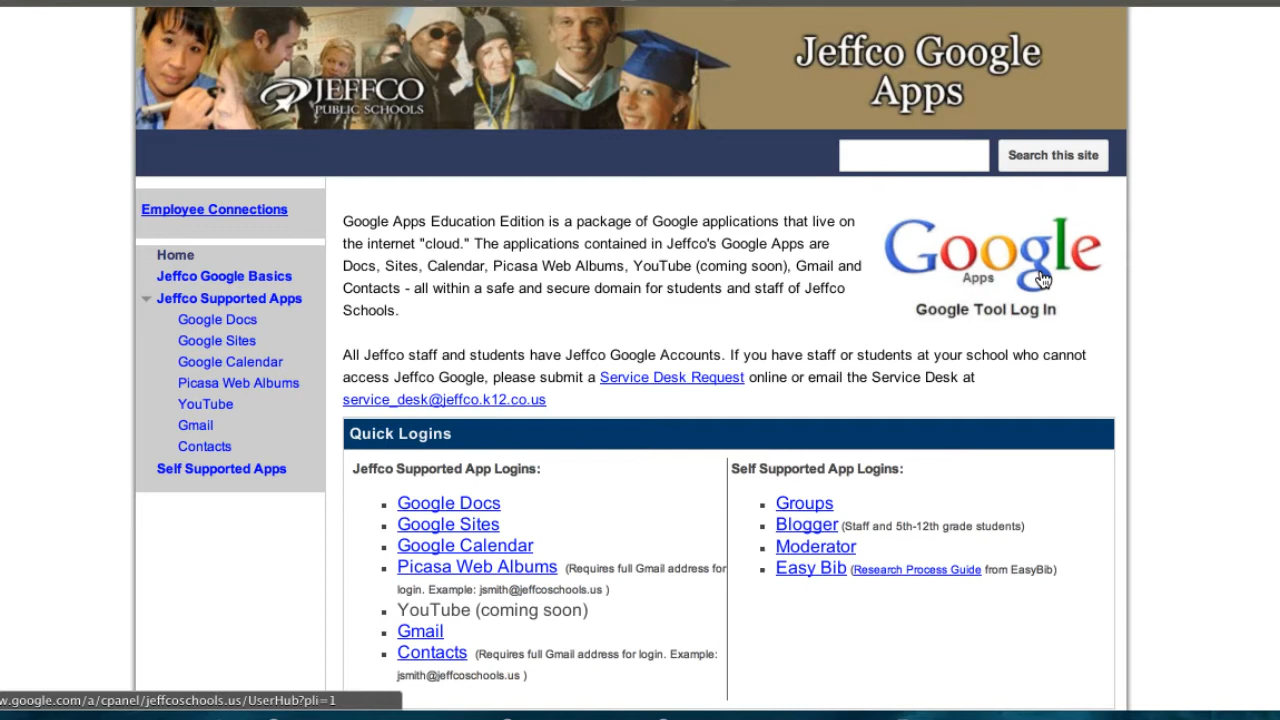 JEFFCO
PUBLIC SCHOOLS
Jeffco Google
Apps
Search this site
Employee Connections
Home
Jeffco Google Basics
Jeffco Supported Apps
Google Docs
Google Sites
Google Calendar
Picasa Web Albums
YouTube
Gmail
Contacts
Self Supported Apps
Google Apps Education Edition is a package of Google applications that live on
the internet "cloud." The applications contained in Jeffco's Google Apps are
Docs, Sites, Calendar, Picasa Web Albums, YouTube (coming soon), Gmail and
Contacts - all within a safe and secure domain for students and staff of Jeffco
Schools.
Google
Apps
Google Tool Log In
All Jeffco staff and students have Jeffco Google Accounts. If you have staff or students at your school who cannot
access Jeffco Google, please submit a Service Desk Request online or email the Service Desk at
service_desk@jeffco.k12.co.us
Quick Logins
Jeffco Supported App Logins:
Google Docs
Google Sites
Google Calendar
Picasa Web Albums (Requires full Gmail address for
login. Example: jsmith@jeffcoschools.us )
YouTube (coming soon)
Gmail
Contacts (Requires full Gmail address for login. Example:
jsmith@jeffcoschools.us )
Self Supported App Logins:
Groups
Blogger (Staff and 5th-12th grade students)
Moderator
Easy Bib (Research Process Guide from EasyBib)
w.google.com/a/cpanel/jeffcoschools.us/UserHub?pli=1